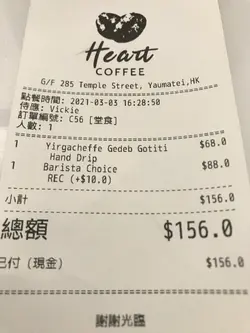 Heart
COFFEE
G/F 285 Temple Street, Yaumatei,HK
點餐時間: 2021-03-03 16:28:50
侍應: Vickie
訂單編號: C56 [堂食]
人數: 1
1 Yirgacheffe Gedeb Gotiti $68.0
Hand Drip
1 Barista Choice $88.0
REC (+$10.0)
小計 $156.0
總額 $156.0
已付（現金） $156.0
謝謝光臨